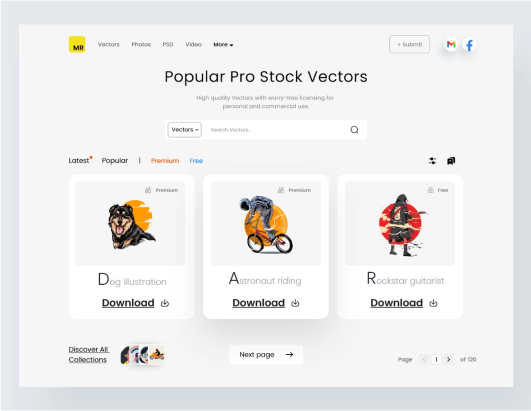 MR
Vectors Photos PSD Video More
+ Submit
Popular Pro Stock Vectors
High quality Vectors with worry-free licensing for
personal and commercial use.
Vectors Search Vectors..
Latest Popular | Premium Free
Premium
Premium
Free
Dog Illustration
Astronaut riding
Rockstar guitarist
Download
Download
Download
Discover All
Collections
Next page →
Page < 1 > of 120